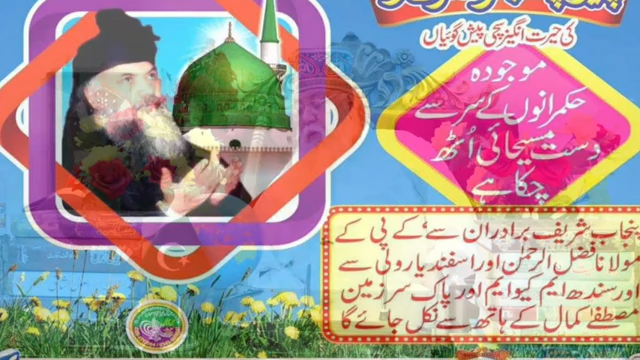 کی حیرت انگیز سچی پیش گوئیاں
موجودہ
حکمرانوں کے سر سے
دست مسیحائی اُٹھ
چکا ہے
پنجاب شریف برادران سے، کے پی کے
مولانا فضل الرحمٰن اور اسفند یار ولی سے
اور سندھ ایم کیو ایم اور پاک سرزمین
مصطفےٰ کمال کے ہاتھ سے نکل جائے گا